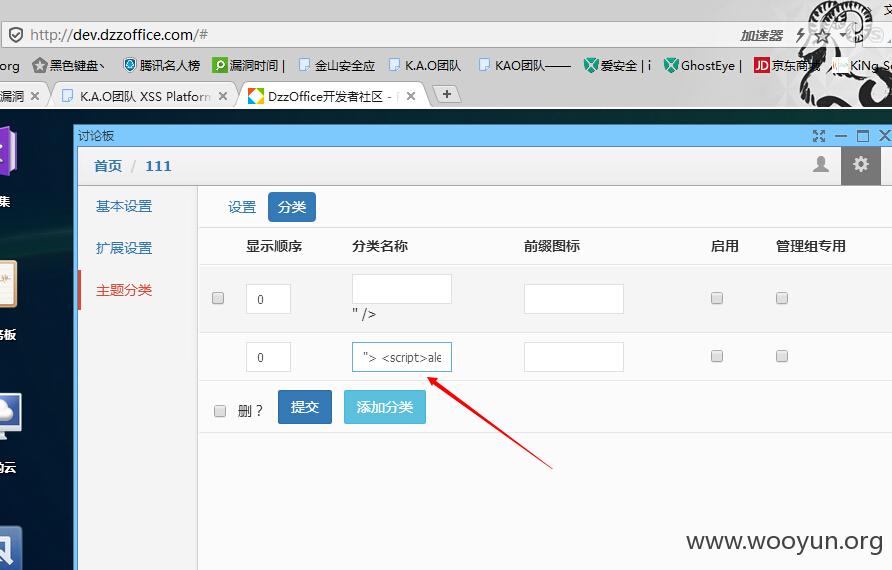 http://dev.dzzoffice.com/#
加速器
org 黑色键盘丶 腾讯名人榜 漏洞时间 | 金山安全应 K.A.O团队 KAO团队—— 爱安全 | i GhostEye | 京东商城 KiNg
漏洞 K.A.O团队 XSS Platform DzzOffice开发者社区 -
讨论板
首页 / 111
基本设置
扩展设置
主题分类
设置 分类
显示顺序 分类名称 前缀图标 启用 管理组专用
0
" />
0 "> <script>ale
删？ 提交 添加分类
集
板
云
www.wooyun.org